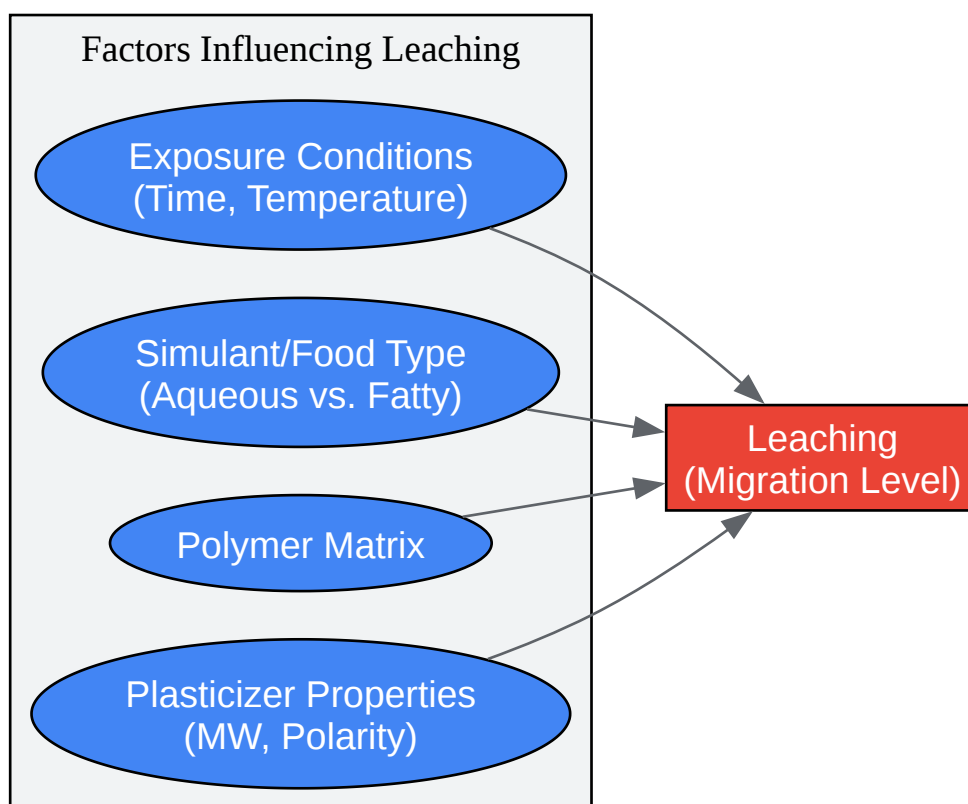 Factors Influencing Leaching
Exposure Conditions
(Time, Temperature)
Simulant/Food Type
(Aqueous vs. Fatty)
Polymer Matrix
Plasticizer Properties
(MW, Polarity)
Leaching
(Migration Level)